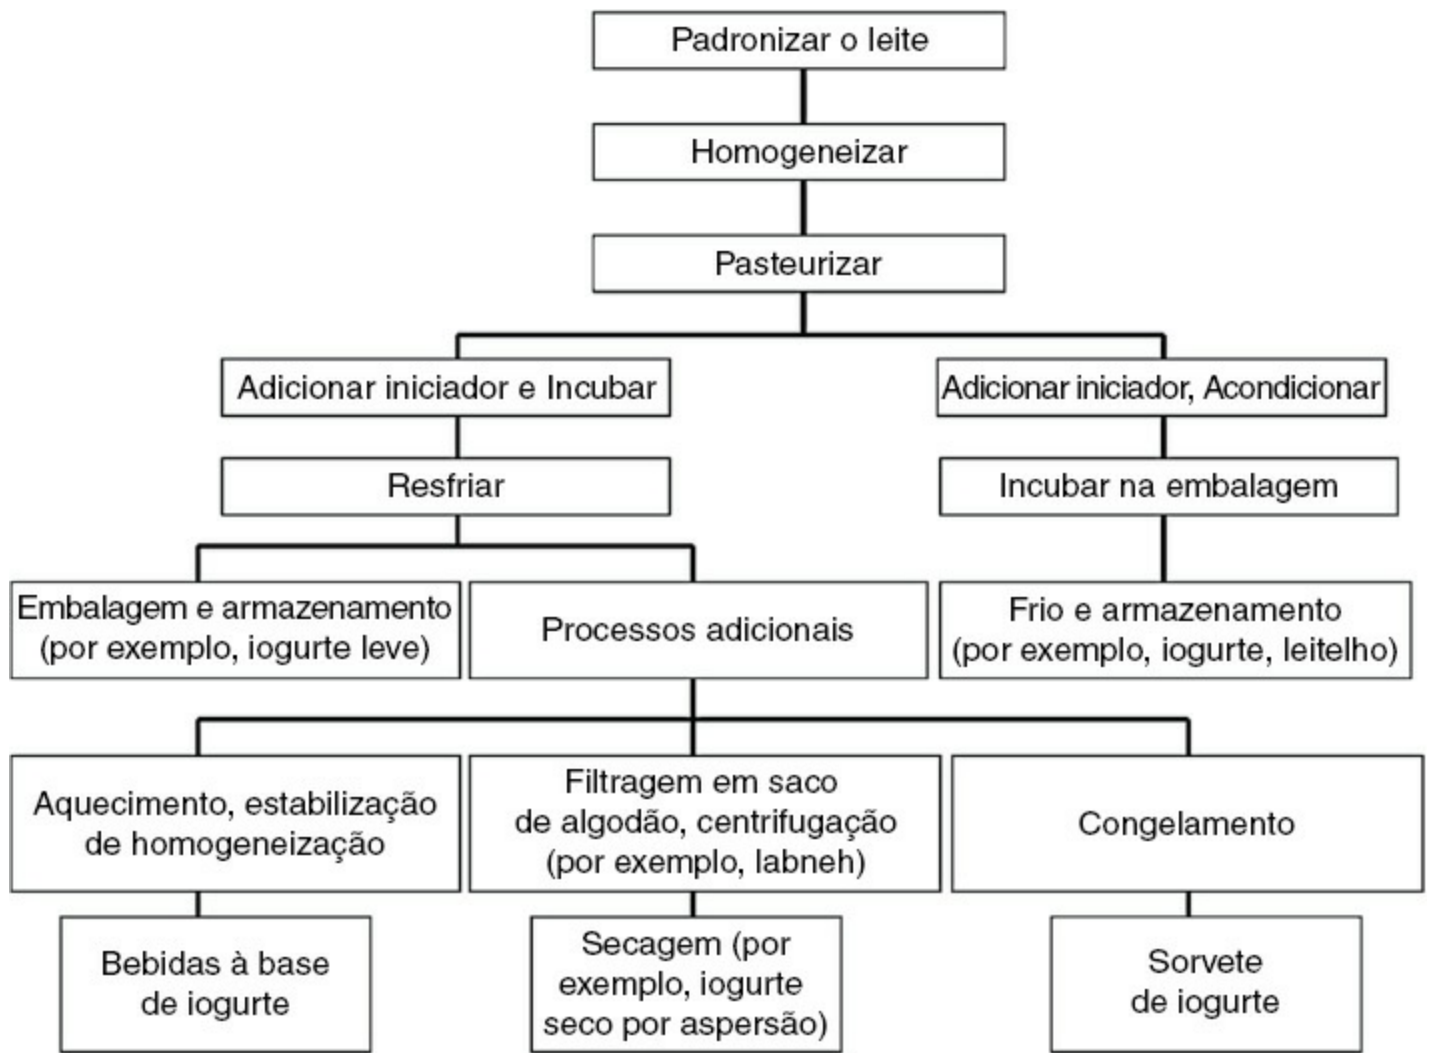 Padronizar o leite
Homogeneizar
Pasteurizar
Adicionar iniciador e Incubar
Adicionar iniciador, Acondicionar
Resfriar
Incubar na embalagem
Embalagem e armazenamento
(por exemplo, iogurte leve)
Processos adicionais
Frio e armazenamento
(por exemplo, iogurte, leitelho)
Aquecimento, estabilização
de homogeneização
Filtragem em saco
de algodão, centrifugação
(por exemplo, labneh)
Congelamento
Bebidas à base
de iogurte
Secagem (por
exemplo, iogurte
seco por aspersão)
Sorvete
de iogurte